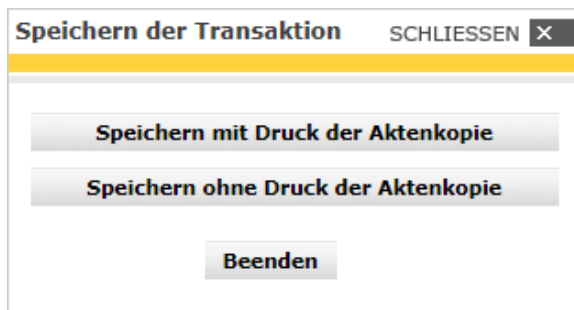 Speichern der Transaktion SCHLIESSEN X
Speichern mit Druck der Aktenkopie
Speichern ohne Druck der Aktenkopie
Beenden